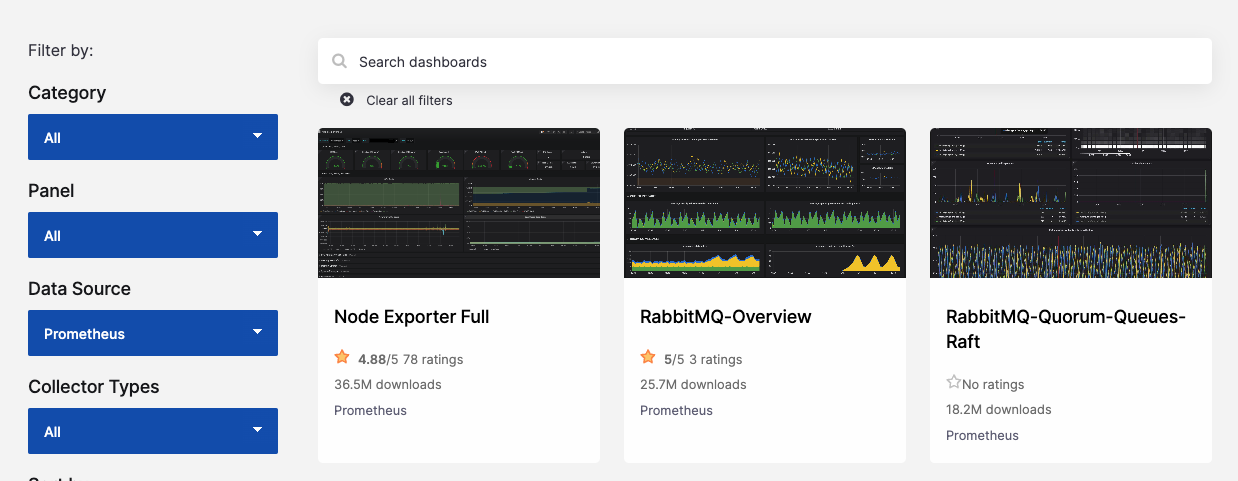 Filter by:
Category
All
Panel
All
Data Source
Prometheus
Collector Types
All
Search dashboards
Clear all filters
Node Exporter Full
4.88/5 78 ratings
36.5M downloads
Prometheus
RabbitMQ-Overview
5/5 3 ratings
25.7M downloads
Prometheus
RabbitMQ-Quorum-Queues-
Raft
No ratings
18.2M downloads
Prometheus